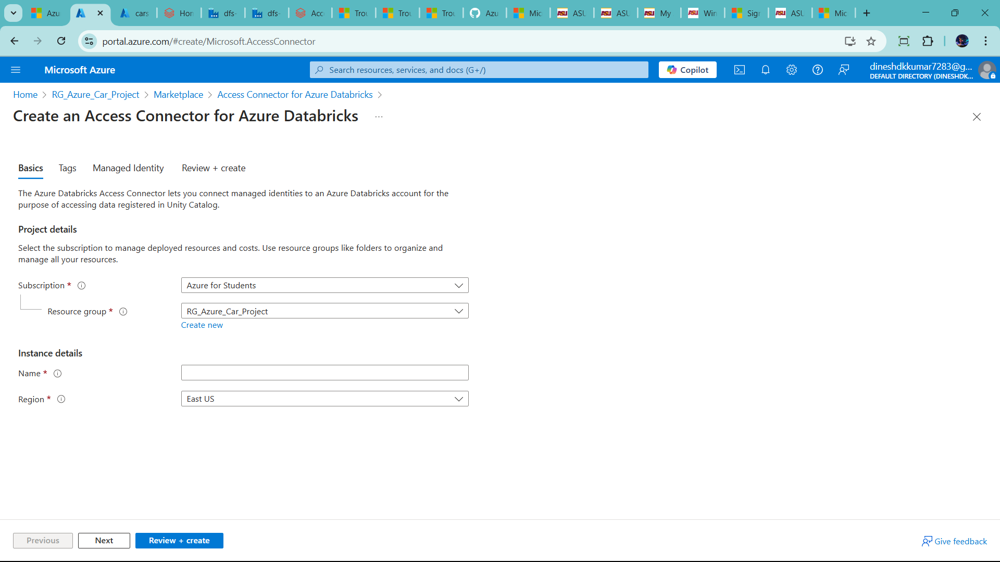 Azu
cars
Hon
dfs-
dfs-
Acc
Trou
Trou
Trou
Azu
Mic
ASU
ASU
My
Win
Sign
ASU
Mic
portal.azure.com/#create/Microsoft.AccessConnector
Microsoft Azure
Search resources, services, and docs (G+/)
Copilot
dineshdkkumar7283@g...
DEFAULT DIRECTORY (DINESHDK...
Home > RG_Azure_Car_Project > Marketplace > Access Connector for Azure Databricks >
Create an Access Connector for Azure Databricks ...
Basics Tags Managed Identity Review + create
The Azure Databricks Access Connector lets you connect managed identities to an Azure Databricks account for the
purpose of accessing data registered in Unity Catalog.
Project details
Select the subscription to manage deployed resources and costs. Use resource groups like folders to organize and
manage all your resources.
Subscription * Azure for Students
Resource group * RG_Azure_Car_Project
Create new
Instance details
Name *
Region * East US
Previous Next Review + create
Give feedback